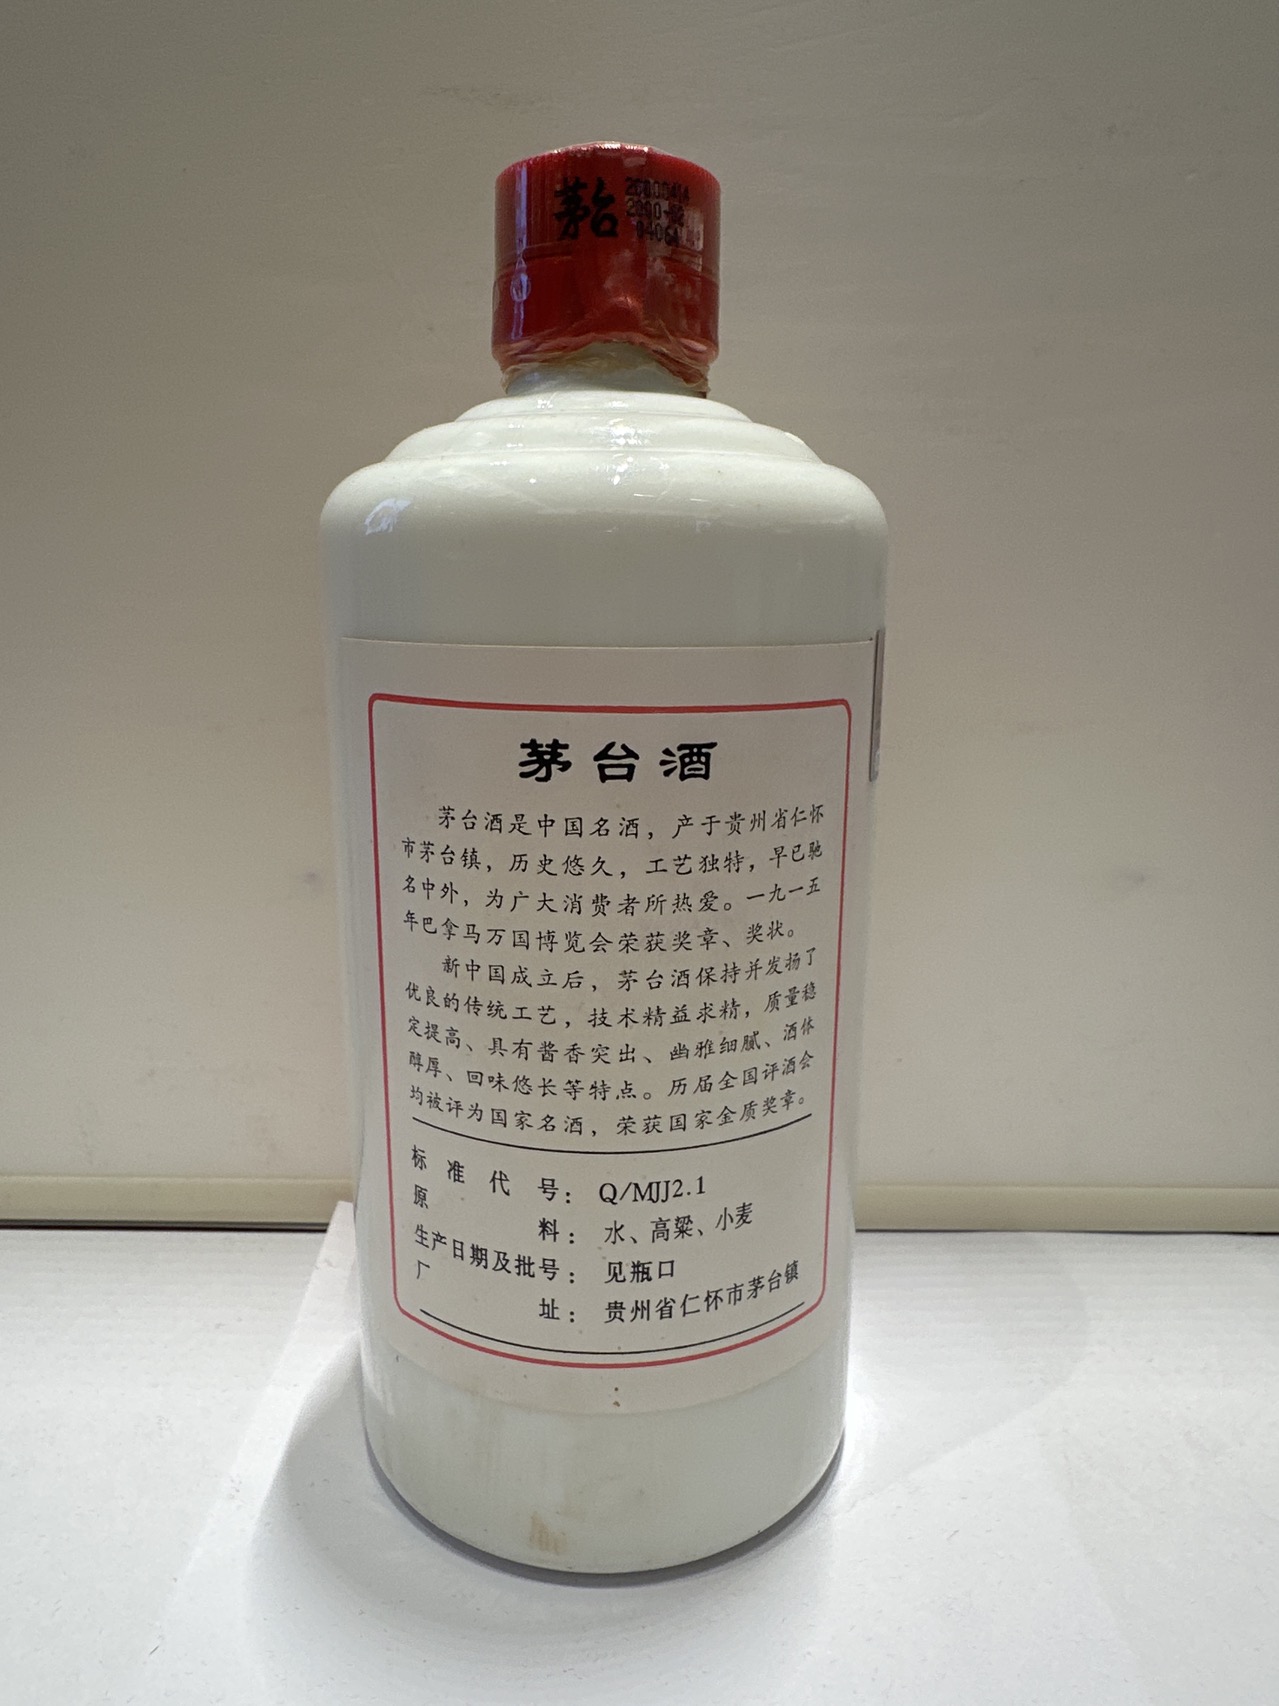 茅台
2000-02
0406A
茅台酒
茅台酒是中国名酒，产于贵州省仁怀
市茅台镇，历史悠久，工艺独特，早已驰
名中外，为广大消费者所热爱。一九一五
年巴拿马万国博览会荣获奖章、奖状。
新中国成立后，茅台酒保持并发扬了
优良的传统工艺，技术精益求精，质量稳
定提高、具有酱香突出、幽雅细腻、酒体
醇厚、回味悠长等特点。历届全国评酒会
均被评为国家名酒，荣获国家金质奖章。
标准代号：Q/MJJ2.1
原料：水、高粱、小麦
生产日期及批号：见瓶口
厂址：贵州省仁怀市茅台镇